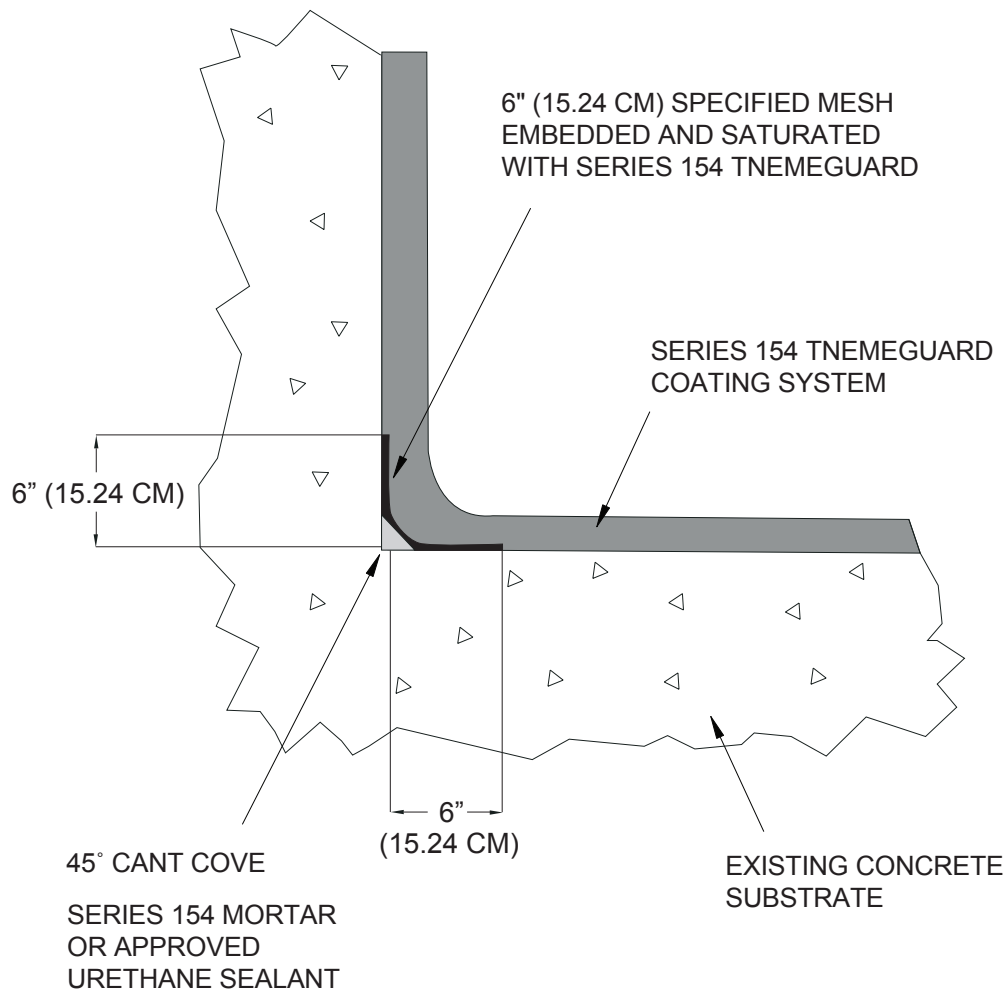 6" (15.24 CM) SPECIFIED MESH
EMBEDDED AND SATURATED
WITH SERIES 154 TNEMEGUARD
SERIES 154 TNEMEGUARD
COATING SYSTEM
6” (15.24 CM)
6”
(15.24 CM)
45° CANT COVE
SERIES 154 MORTAR
OR APPROVED
URETHANE SEALANT
EXISTING CONCRETE
SUBSTRATE